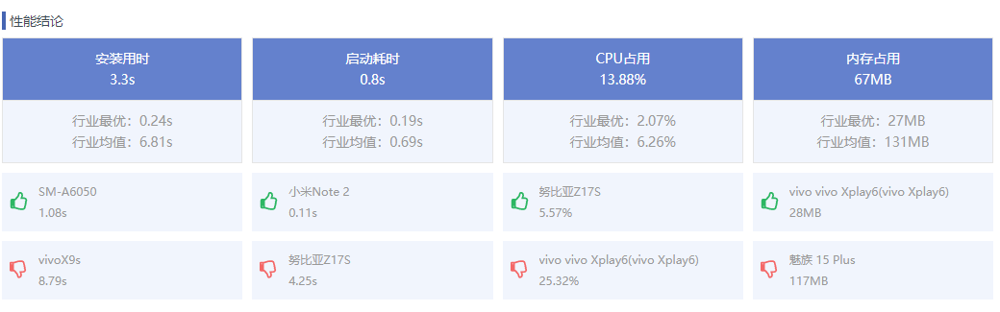 性能结论
安装用时
3.3s
行业最优：0.24s
行业均值：6.81s
启动耗时
0.8s
行业最优：0.19s
行业均值：0.69s
CPU占用
13.88%
行业最优：2.07%
行业均值：6.26%
内存占用
67MB
行业最优：27MB
行业均值：131MB
SM-A6050
1.08s
小米Note 2
0.11s
努比亚Z17S
5.57%
vivo vivo Xplay6(vivo Xplay6)
28MB
vivoX9s
8.79s
努比亚Z17S
4.25s
vivo vivo Xplay6(vivo Xplay6)
25.32%
魅族 15 Plus
117MB